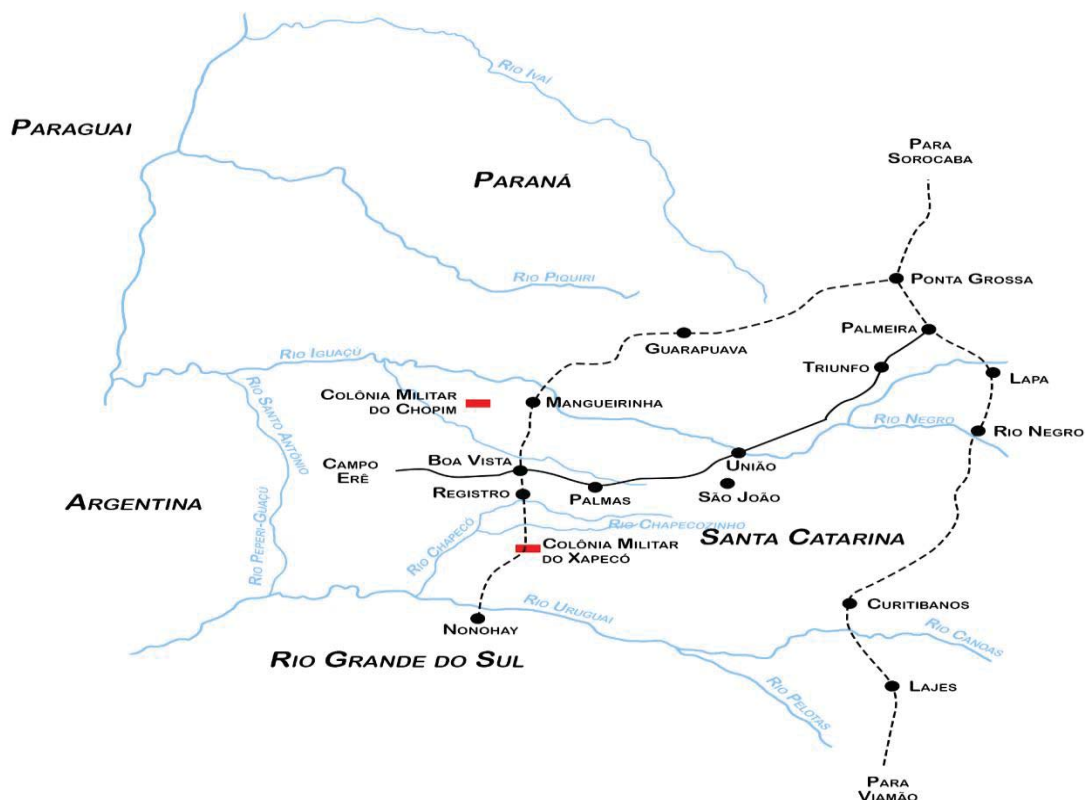 Rio Ivaí
Paraguai
Para
Sorocaba
Paraná
Rio Piquiri
Ponta Grossa
Palmeira
Guarapuava
Rio Iguaçú
Triunfo
Lapa
Colônia Militar
do Chopim
Mangueirinha
Rio Santo Antônio
Rio Negro
Rio Negro
Boa Vista
União
Campo
Erê
Registro
Palmas
São João
Argentina
Rio Chapecozinho
Santa Catarina
Rio Peperi-Guaçú
Rio Chapecó
Colônia Militar
do Xapecó
Curitibanos
Rio Uruguai
Nonohay
Rio Canoas
Rio Grande do Sul
Lajes
Rio Pelotas
Para
Viamão